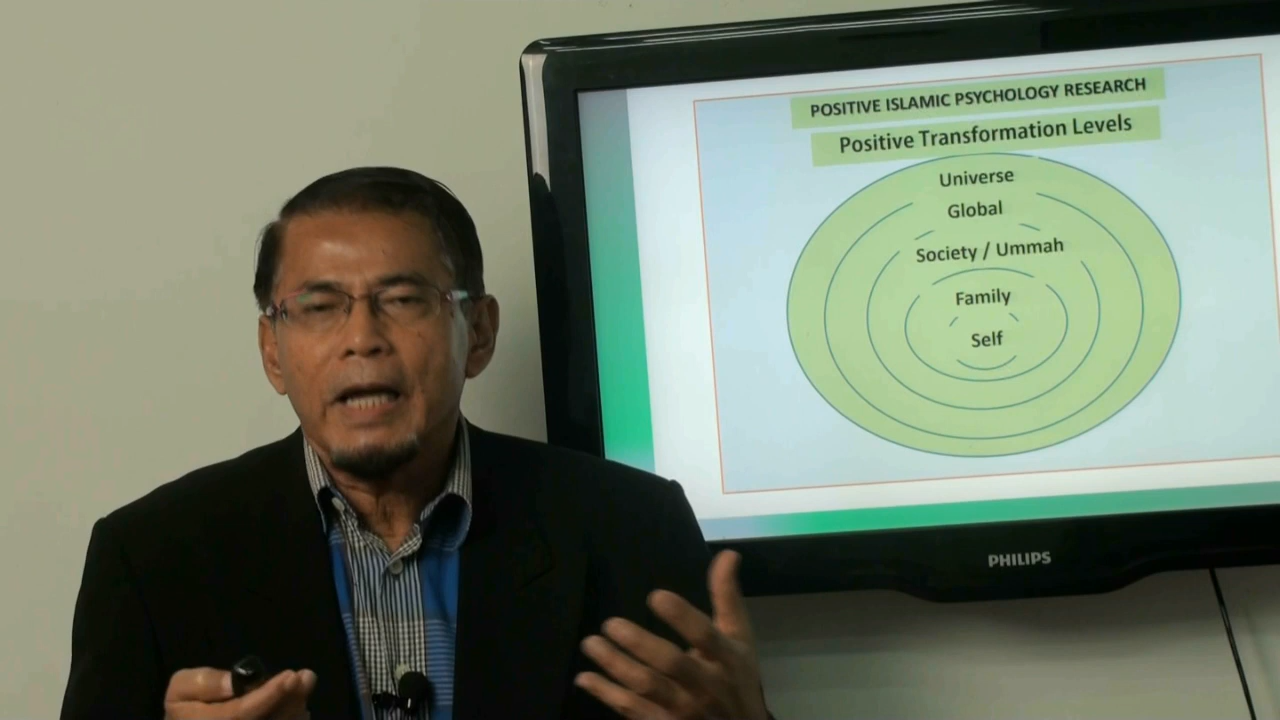 POSITIVE ISLAMIC PSYCHOLOGY RESEARCH
Positive Transformation Levels
Universe
Global
Society / Ummah
Family
Self
PHILIPS